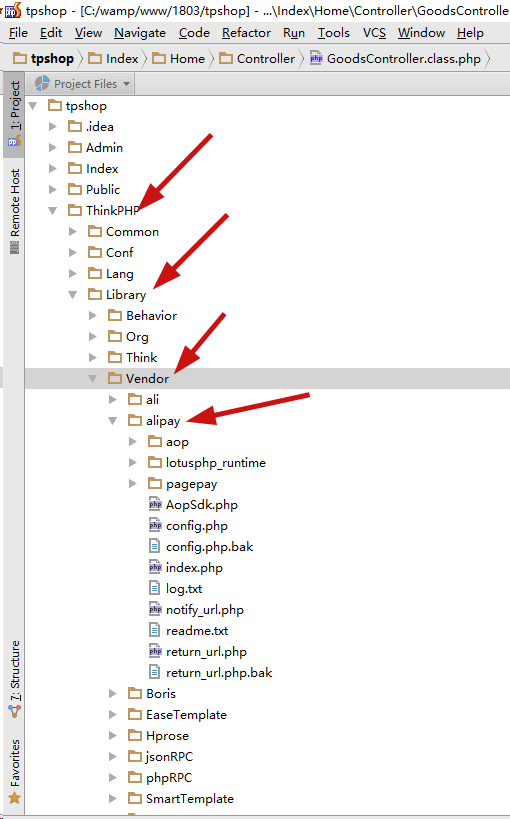 tpshop - [C:/wamp/www/1803/tpshop] - ...\Index\Home\Controller\GoodsControlle
File Edit View Navigate Code Refactor Run Tools VCS Window Help
tpshop Index Home Controller GoodsController.class.php
1: Project
Project Files
tpshop
.idea
Admin
Index
Public
ThinkPHP
Remote Host
Common
Conf
Lang
Library
Behavior
Org
Think
Vendor
ali
alipay
aop
lotusphp_runtime
pagepay
AopSdk.php
config.php
config.php.bak
index.php
log.txt
notify_url.php
readme.txt
return_url.php
7: Structure
return_url.php.bak
Boris
EaseTemplate
Hprose
Favorites
jsonRPC
phpRPC
SmartTemplate